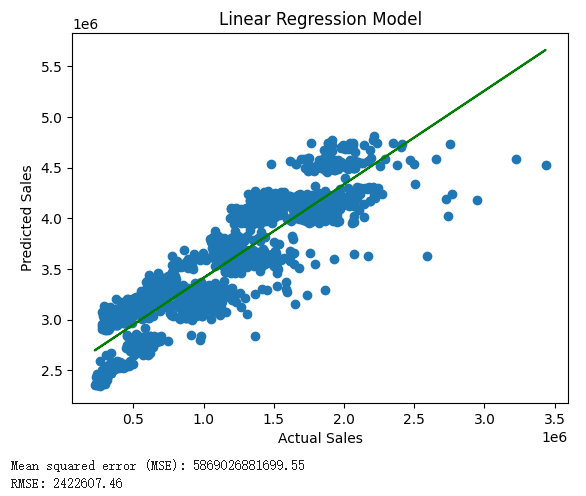 Linear Regression Model
1e6
5.5
5.0
4.5
4.0
3.5
3.0
2.5
Predicted Sales
0.5 1.0 1.5 2.0 2.5 3.0 3.5
1e6
Actual Sales
Mean squared error (MSE): 5869026881699.55
RMSE: 2422607.46